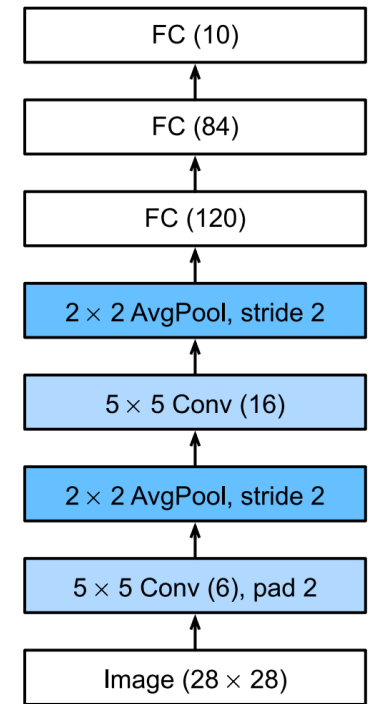 FC (10)
FC (84)
FC (120)
2 × 2 AvgPool, stride 2
5 × 5 Conv (16)
2 × 2 AvgPool, stride 2
5 × 5 Conv (6), pad 2
Image (28 × 28)